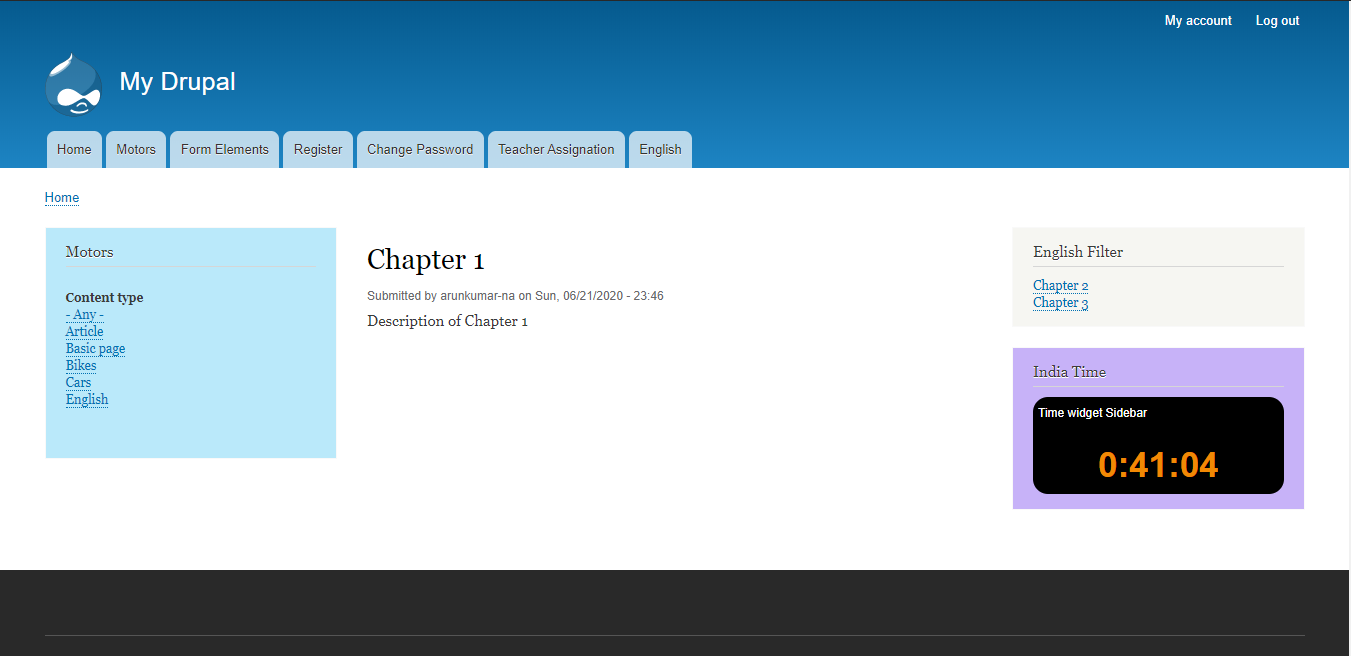 My account Log out
My Drupal
Home Motors Form Elements Register Change Password Teacher Assignation English
Home
Motors
Content type
- Any -
Article
Basic page
Bikes
Cars
English
Chapter 1
Submitted by arunkumar-na on Sun, 06/21/2020 - 23:46
Description of Chapter 1
English Filter
Chapter 2
Chapter 3
India Time
Time widget Sidebar
0:41:04